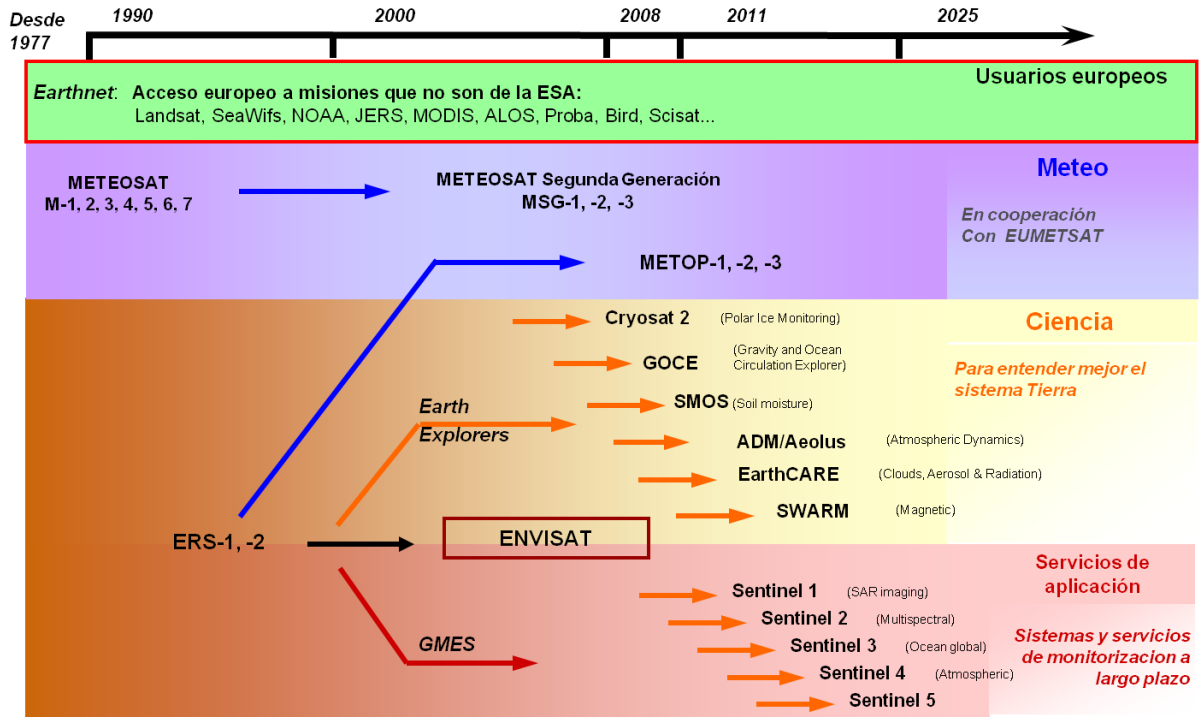 Desde
1977
1990
2000
2008
2011
2025
Usuarios europeos
Earthnet: Acceso europeo a misiones que no son de la ESA:
Landsat, SeaWifs, NOAA, JERS, MODIS, ALOS, Proba, Bird, Scisat...
Meteo
METEOSAT
M-1, 2, 3, 4, 5, 6, 7
METEOSAT Segunda Generación
MSG-1, -2, -3
En cooperación
Con EUMETSAT
METOP-1, -2, -3
Ciencia
Cryosat 2 (Polar Ice Monitoring)
GOCE (Gravity and Ocean
Circulation Explorer)
Para entender mejor el
sistema Tierra
SMOS (Soil moisture)
Earth
Explorers
ADM/Aeolus (Atmospheric Dynamics)
EarthCARE (Clouds, Aerosol & Radiation)
SWARM (Magnetic)
ERS-1, -2
ENVISAT
Servicios de
aplicación
Sentinel 1 (SAR imaging)
Sentinel 2 (Multispectral)
Sentinel 3 (Ocean global)
Sentinel 4 (Atmospheric)
Sentinel 5
GMES
Sistemas y servicios
de monitorizacion a
largo plazo